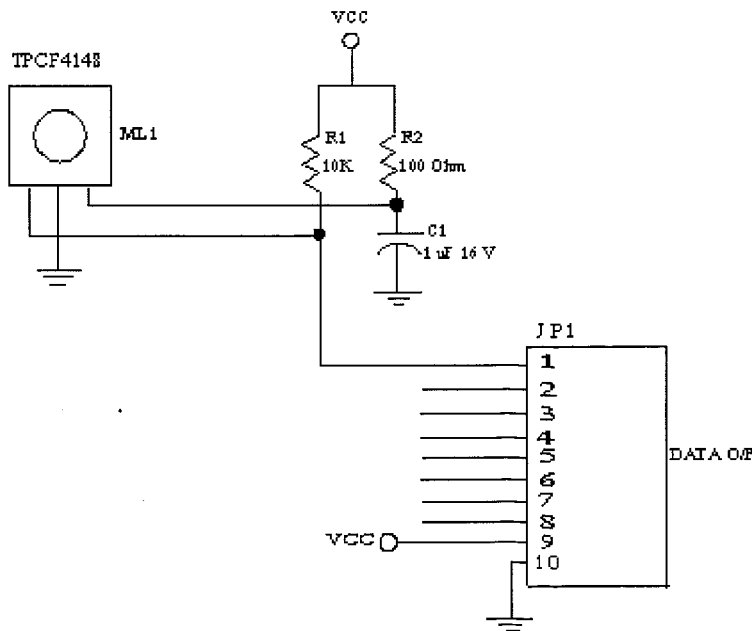 VCC
TPCF4148
ML1
R1
10K
R2
100 Ohm
C1
1 uF 16 V
JP1
1
2
3
4
5
6
7
8
9
10
DATA O/P
VCC